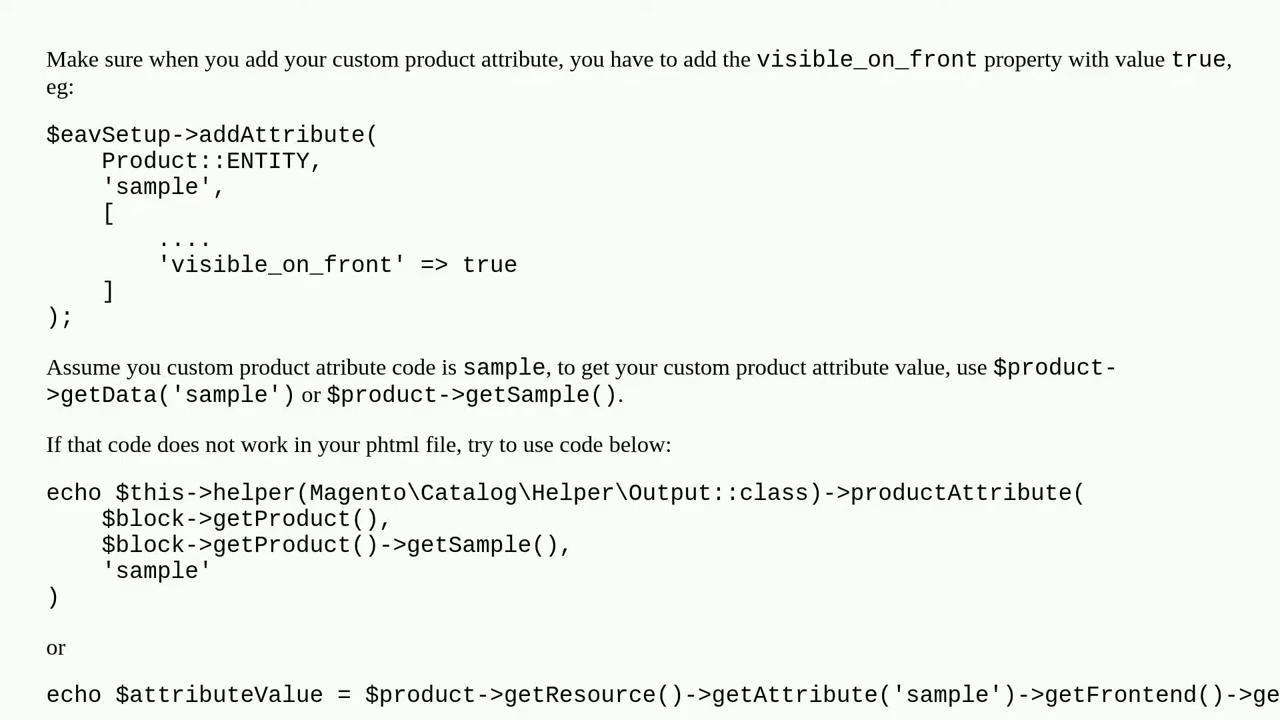 Make sure when you add your custom product attribute, you have to add the visible_on_front property with value true,
eg:
$eavSetup->addAttribute(
    Product::ENTITY,
    'sample',
    [
        ....
        'visible_on_front' => true
    ]
);
Assume you custom product atribute code is sample, to get your custom product attribute value, use $product-
>getData('sample') or $product->getSample().
If that code does not work in your phtml file, try to use code below:
echo $this->helper(Magento\Catalog\Helper\Output::class)->productAttribute(
    $block->getProduct(),
    $block->getProduct()->getSample(),
    'sample'
)
or
echo $attributeValue = $product->getResource()->getAttribute('sample')->getFrontend()->ge